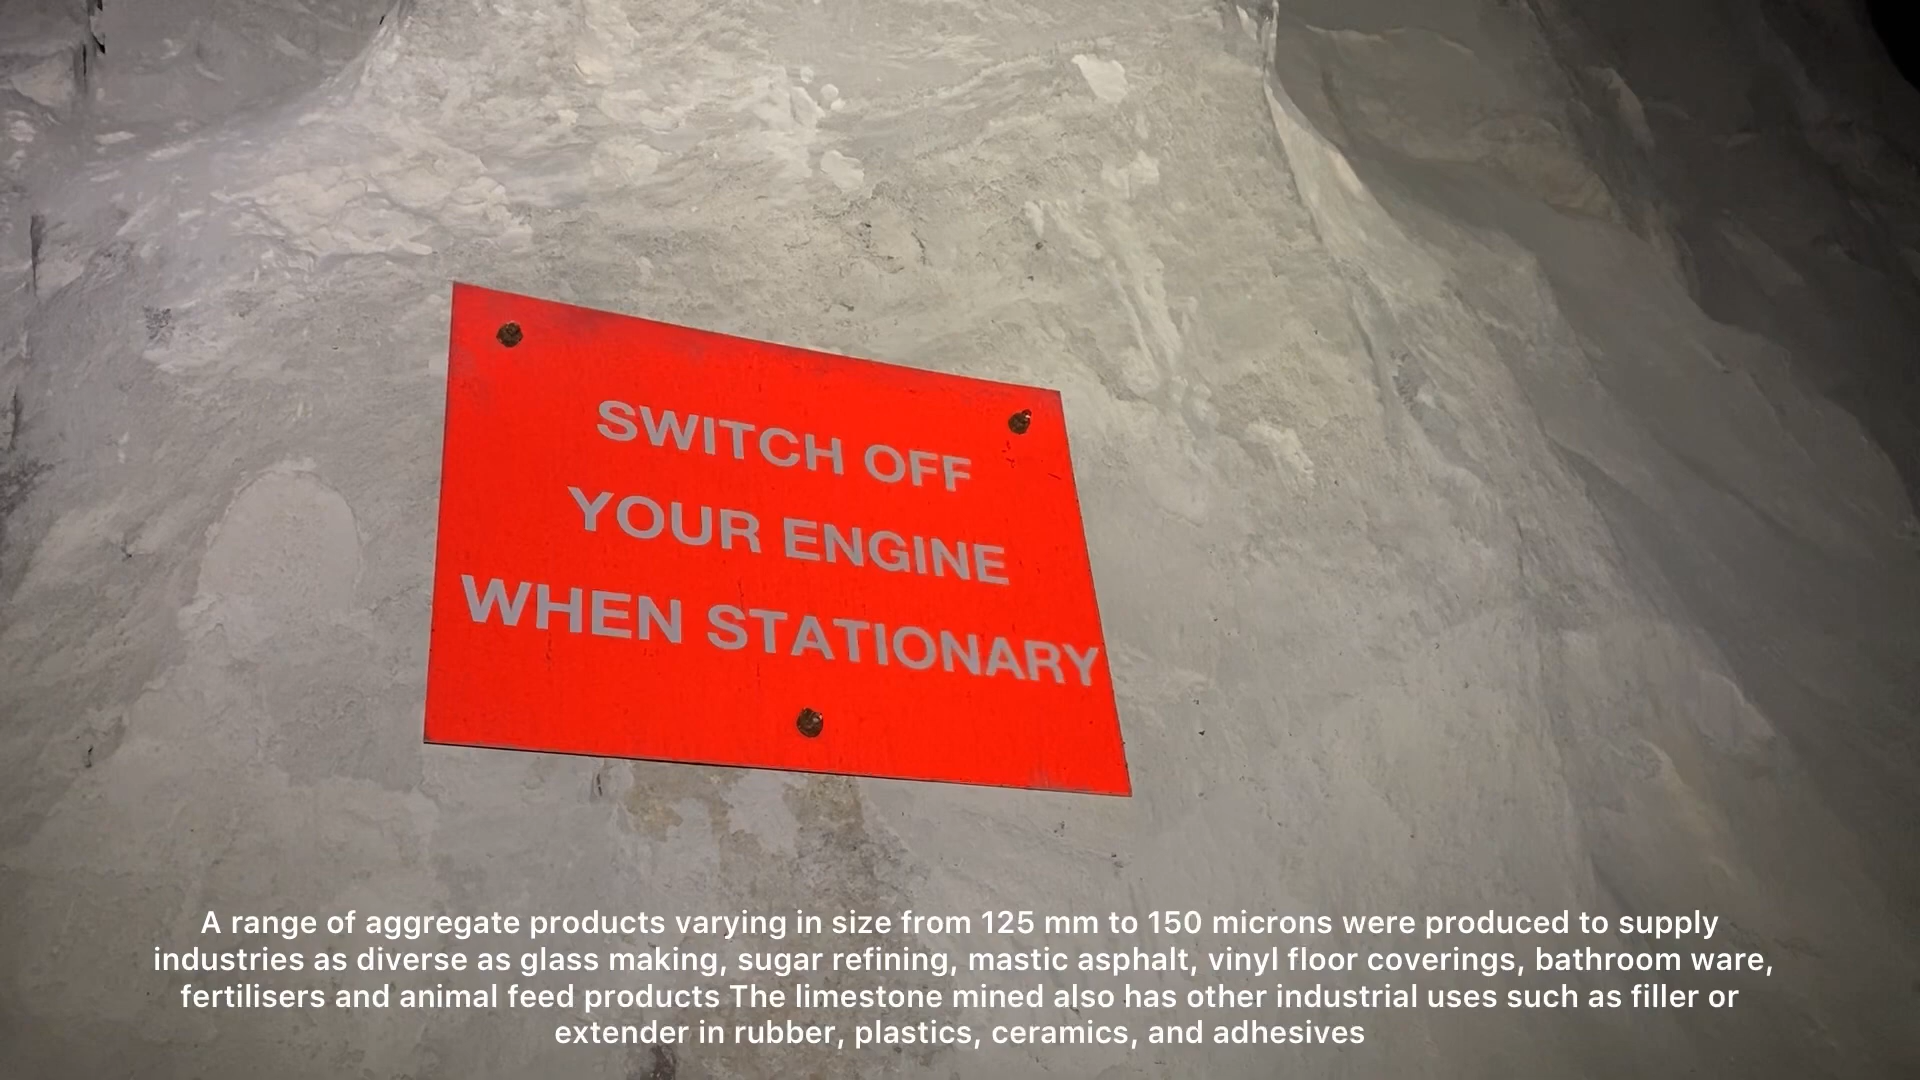 SWITCH OFF
YOUR ENGINE
WHEN STATIONARY
A range of aggregate products varying in size from 125 mm to 150 microns were produced to supply
industries as diverse as glass making, sugar refining, mastic asphalt, vinyl floor coverings, bathroom ware,
fertilisers and animal feed products The limestone mined also has other industrial uses such as filler or
extender in rubber, plastics, ceramics, and adhesives